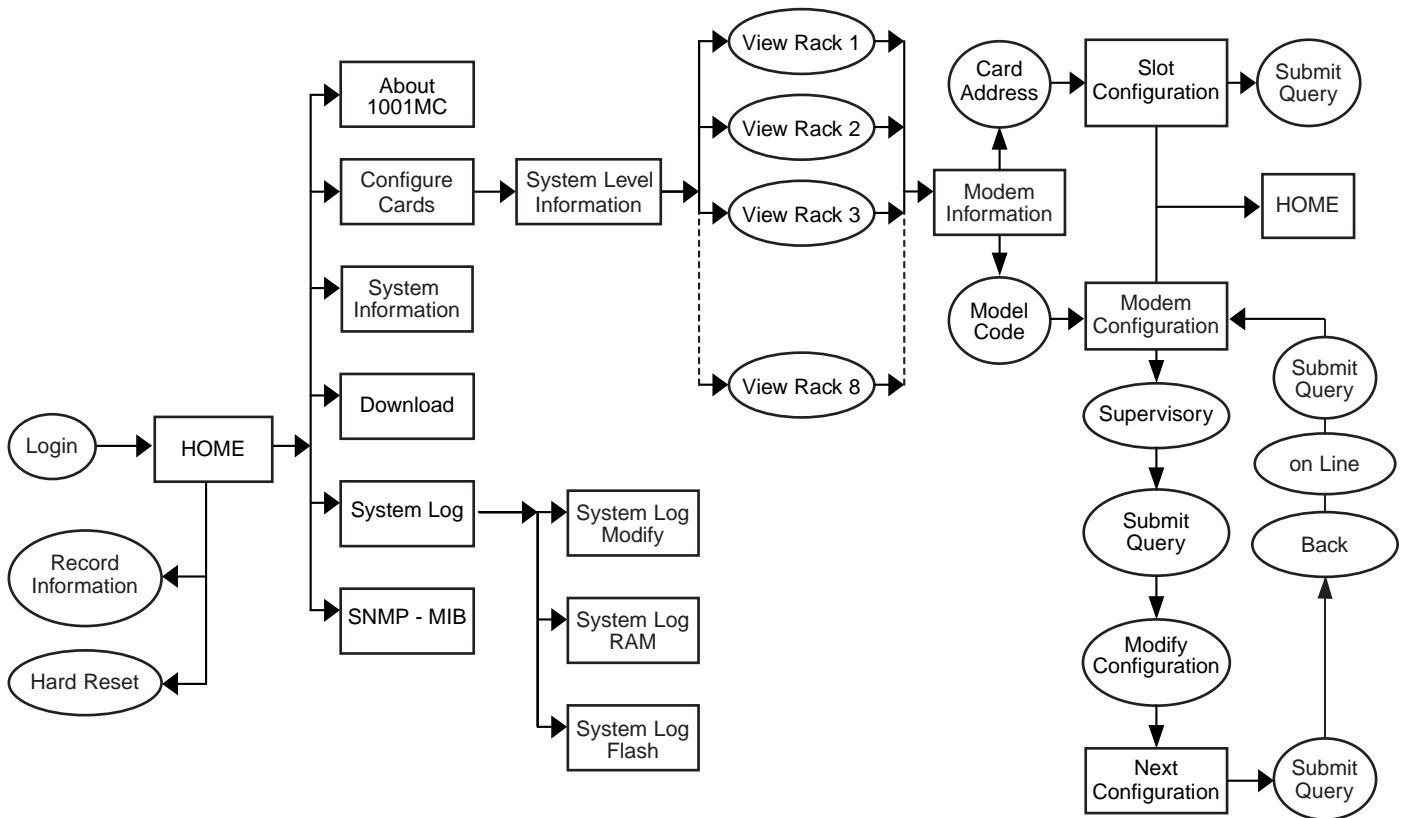 Login
HOME
Record
Information
Hard Reset
About
1001MC
Configure
Cards
System
Information
Download
System Log
SNMP - MIB
System Level
Information
System Log
Modify
System Log
RAM
System Log
Flash
View Rack 1
View Rack 2
View Rack 3
View Rack 8
Modem
Information
Card
Address
Model
Code
Slot
Configuration
Submit
Query
HOME
Modem
Configuration
Supervisory
Submit
Query
Modify
Configuration
Next
Configuration
Submit
Query
Back
on Line
Submit
Query